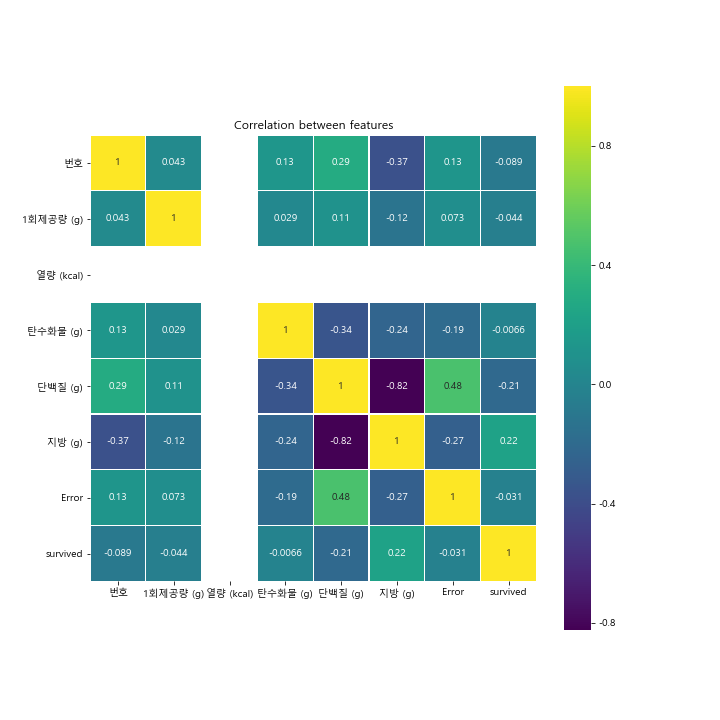 Correlation between features
번호 1 0.043 0.13 0.29 -0.37 0.13 -0.089
1회제공량 (g) 0.043 1 0.029 0.11 -0.12 0.073 -0.044
열량 (kcal)
탄수화물 (g) 0.13 0.029 1 -0.34 -0.24 -0.19 -0.0066
단백질 (g) 0.29 0.11 -0.34 1 -0.82 0.48 -0.21
지방 (g) -0.37 -0.12 -0.24 -0.82 1 -0.27 0.22
Error 0.13 0.073 -0.19 0.48 -0.27 1 -0.031
survived -0.089 -0.044 -0.0066 -0.21 0.22 -0.031 1
번호 1회제공량 (g) 열량 (kcal) 탄수화물 (g) 단백질 (g) 지방 (g) Error survived
0.8
0.4
0.0
-0.4
-0.8